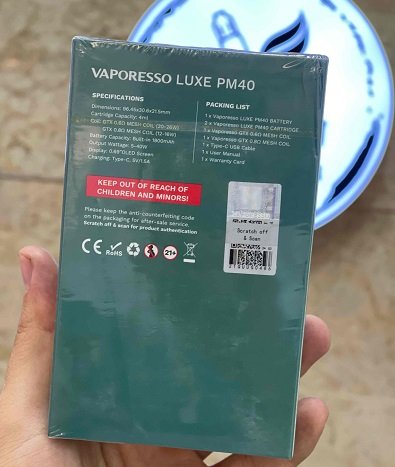 VAPORESSO LUXE PM40
SPECIFICATIONS
Dimensions: 96.45x30.6x21.5mm
Cartridge Capacity: 4ml
Coil: GTX 0.6Ω MESH COIL (20-26W)
GTX 0.8Ω MESH COIL (12-16W)
Battery Capacity: Built-in 1800mAh
Output Wattage: 5-40W
Display: 0.69"OLED Screen
Charging: Type-C, 5V/1.5A
PACKING LIST
1 x Vaporesso LUXE PM40 BATTERY
2 x Vaporesso LUXE PM40 CARTRIDGE
1 x Vaporesso GTX 0.6Ω MESH COIL
1 x Vaporesso GTX 0.8Ω MESH COIL
1 x Type-C USB Cable
1 x User Manual
1 x Warranty Card
KEEP OUT OF REACH OF
CHILDREN AND MINORS!
Please keep the anti-counterfeiting code
on the packaging for after-sale service.
Scratch off & scan for product authentication
CE RoHS 21+
Scratch off
& Scan